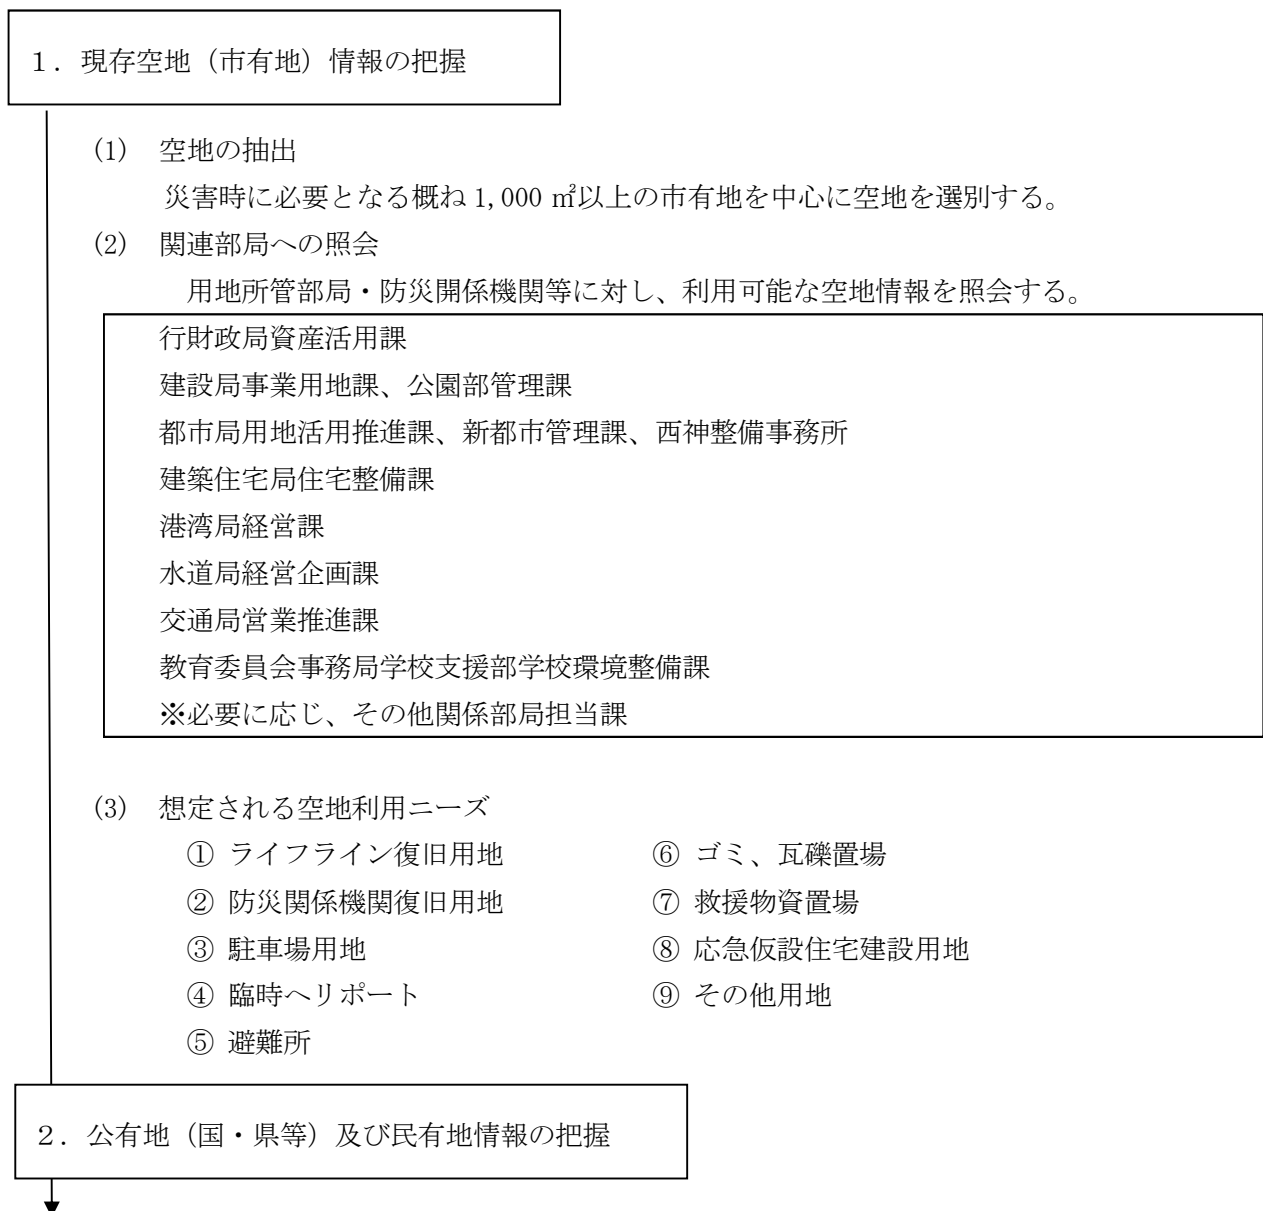 １．現存空地（市有地）情報の把握
(1) 空地の抽出
災害時に必要となる概ね 1,000 ㎡以上の市有地を中心に空地を選別する。
(2) 関連部局への照会
用地所管部局・防災関係機関等に対し、利用可能な空地情報を照会する。
行財政局資産活用課
建設局事業用地課、公園部管理課
都市局用地活用推進課、新都市管理課、西神整備事務所
建築住宅局住宅整備課
港湾局経営課
水道局経営企画課
交通局営業推進課
教育委員会事務局学校支援部学校環境整備課
※必要に応じ、その他関係部局担当課
(3) 想定される空地利用ニーズ
① ライフライン復旧用地 ⑥ ゴミ、瓦礫置場
② 防災関係機関復旧用地 ⑦ 救援物資置場
③ 駐車場用地 ⑧ 応急仮設住宅建設用地
④ 臨時ヘリポート ⑨ その他用地
⑤ 避難所
２．公有地（国・県等）及び民有地情報の把握